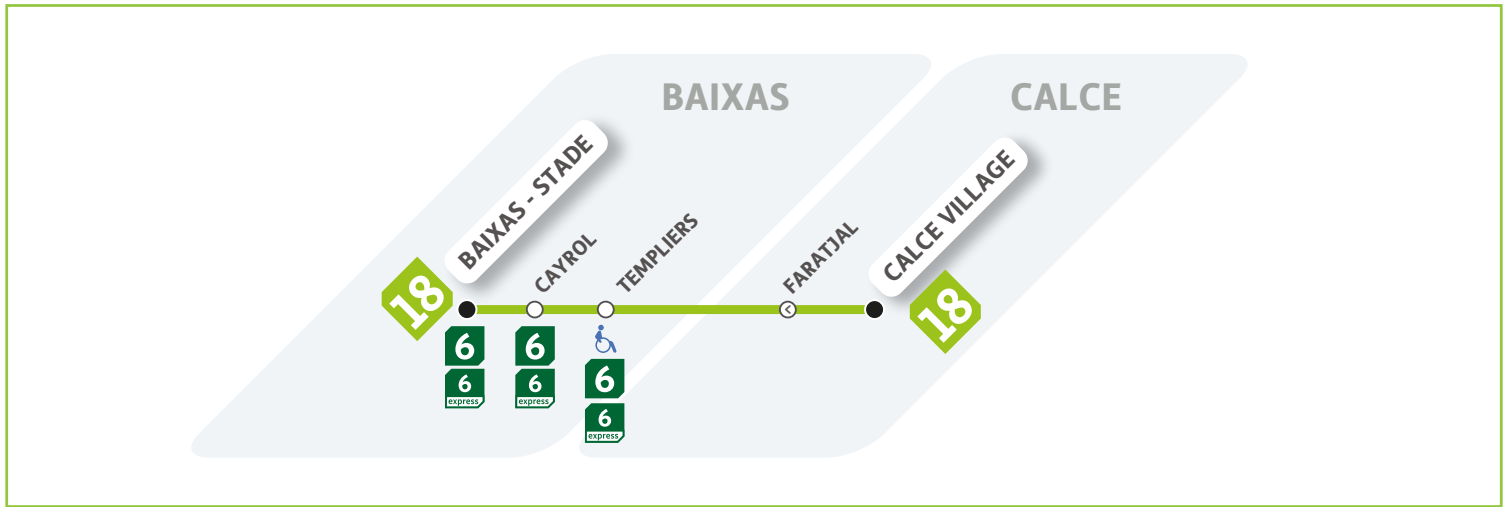 BAIXAS
CALCE
BAIXAS - STADE
CAYROL
TEMPLIERS
FARATJAL
CALCE VILLAGE
18
18
6
6
express
6
6
express
6
6
express